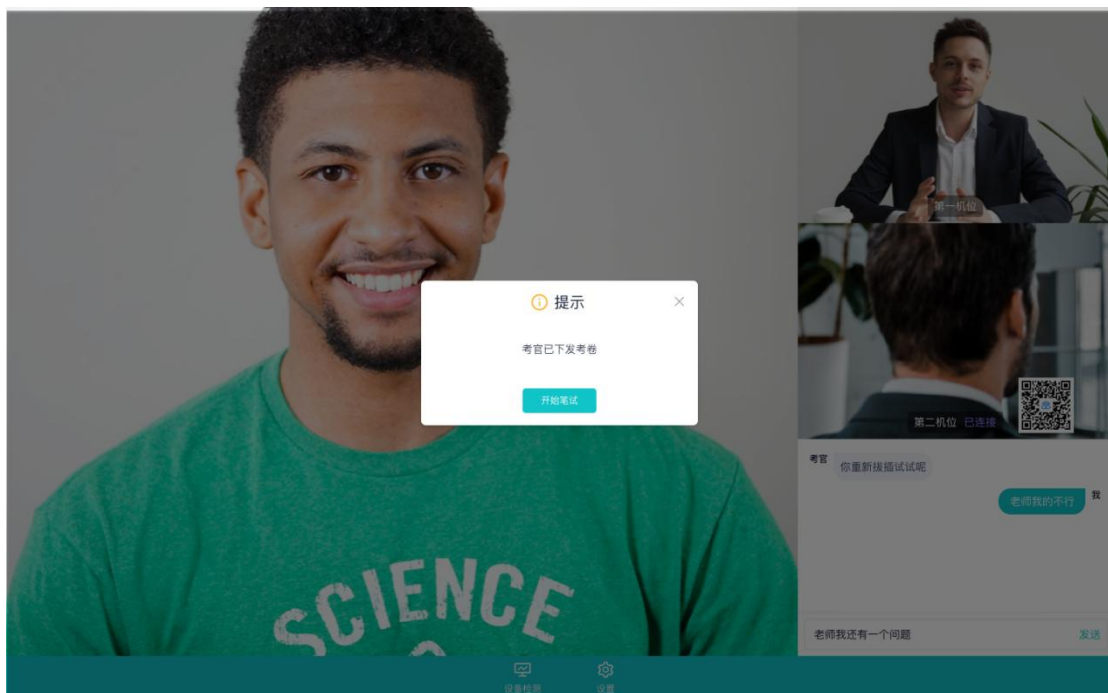 提示
考官已下发考卷
开始笔试
第一机位
第二机位 已连接
考官
你重新拔插试试呢
我
老师我的不行
老师我还有一个问题
发送
SCIENCE
设备检测
设置